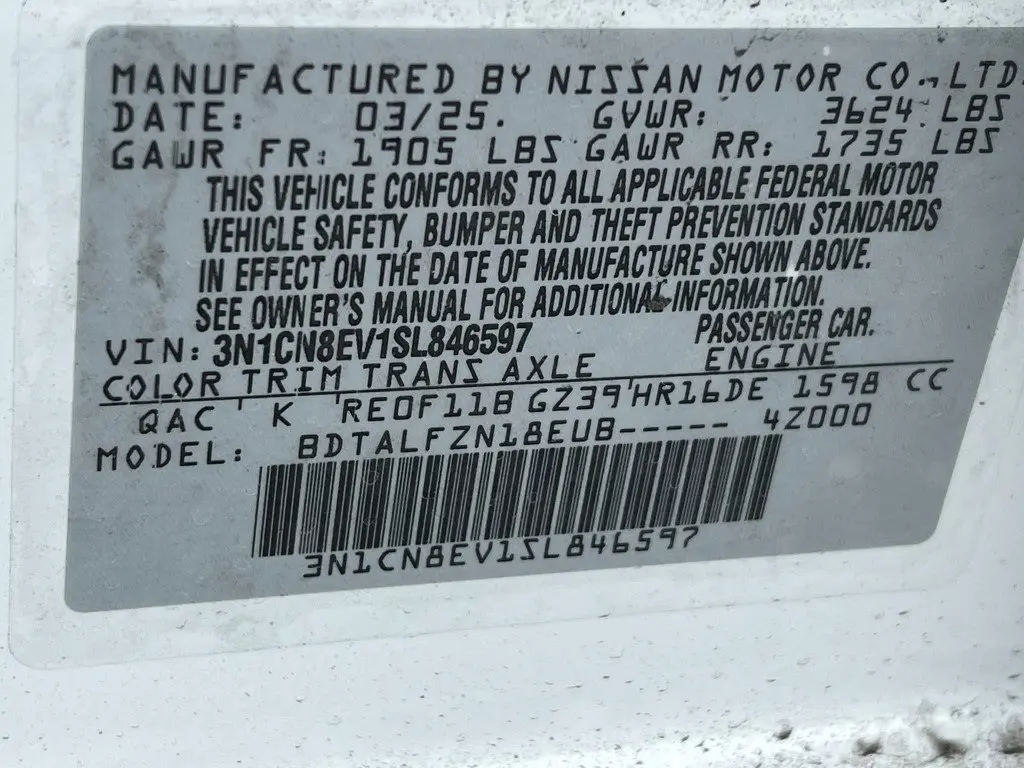 MANUFACTURED BY NISSAN MOTOR CO., LTD.
DATE: 03/25. GVWR: 3624 LBS
GAWR FR: 1905 LBS GAWR RR: 1735 LBS
THIS VEHICLE CONFORMS TO ALL APPLICABLE FEDERAL MOTOR
VEHICLE SAFETY, BUMPER AND THEFT PREVENTION STANDARDS
IN EFFECT ON THE DATE OF MANUFACTURE SHOWN ABOVE.
SEE OWNER'S MANUAL FOR ADDITIONAL INFORMATION.
VIN: 3N1CN8EV1SL846597 PASSENGER CAR.
COLOR TRIM TRANS AXLE ENGINE
QAC ' K 'RE0F11B GZ39'HR16DE 1598 CC
MODEL: BDTALFZN18EUB----- 4Z000
3N1CN8EV1SL846597